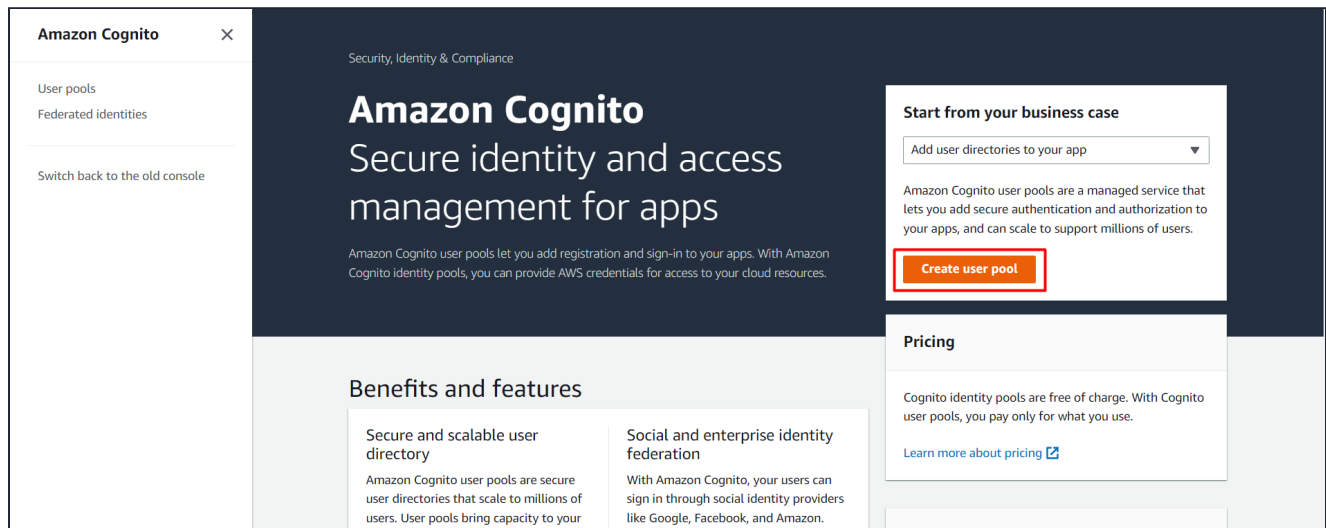 Amazon Cognito
User pools
Federated identities
Switch back to the old console
Security, Identity & Compliance
Amazon Cognito
Secure identity and access
management for apps
Amazon Cognito user pools let you add registration and sign-in to your apps. With Amazon
Cognito identity pools, you can provide AWS credentials for access to your cloud resources.
Start from your business case
Add user directories to your app
Amazon Cognito user pools are a managed service that
lets you add secure authentication and authorization to
your apps, and can scale to support millions of users.
Create user pool
Pricing
Cognito identity pools are free of charge. With Cognito
user pools, you pay only for what you use.
Learn more about pricing
Benefits and features
Secure and scalable user
directory
Amazon Cognito user pools are secure
user directories that scale to millions of
users. User pools bring capacity to your
Social and enterprise identity
federation
With Amazon Cognito, your users can
sign in through social identity providers
like Google, Facebook, and Amazon.